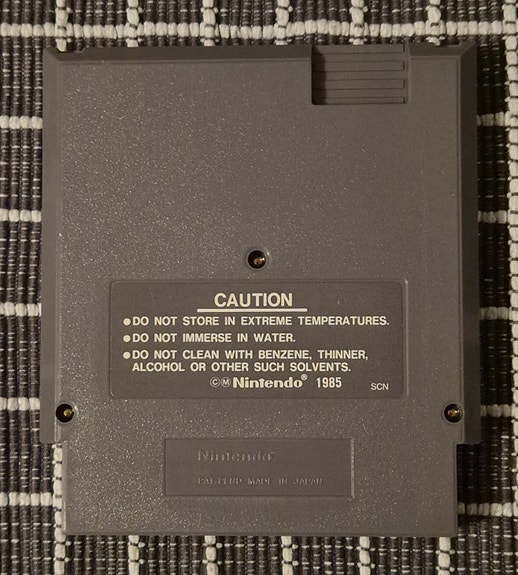 CAUTION
●DO NOT STORE IN EXTREME TEMPERATURES.
●DO NOT IMMERSE IN WATER.
●DO NOT CLEAN WITH BENZENE, THINNER,
ALCOHOL OR OTHER SUCH SOLVENTS.
©Ⓜ Nintendo® 1985 SCN
Nintendo®
PAT. PEND MADE IN JAPAN